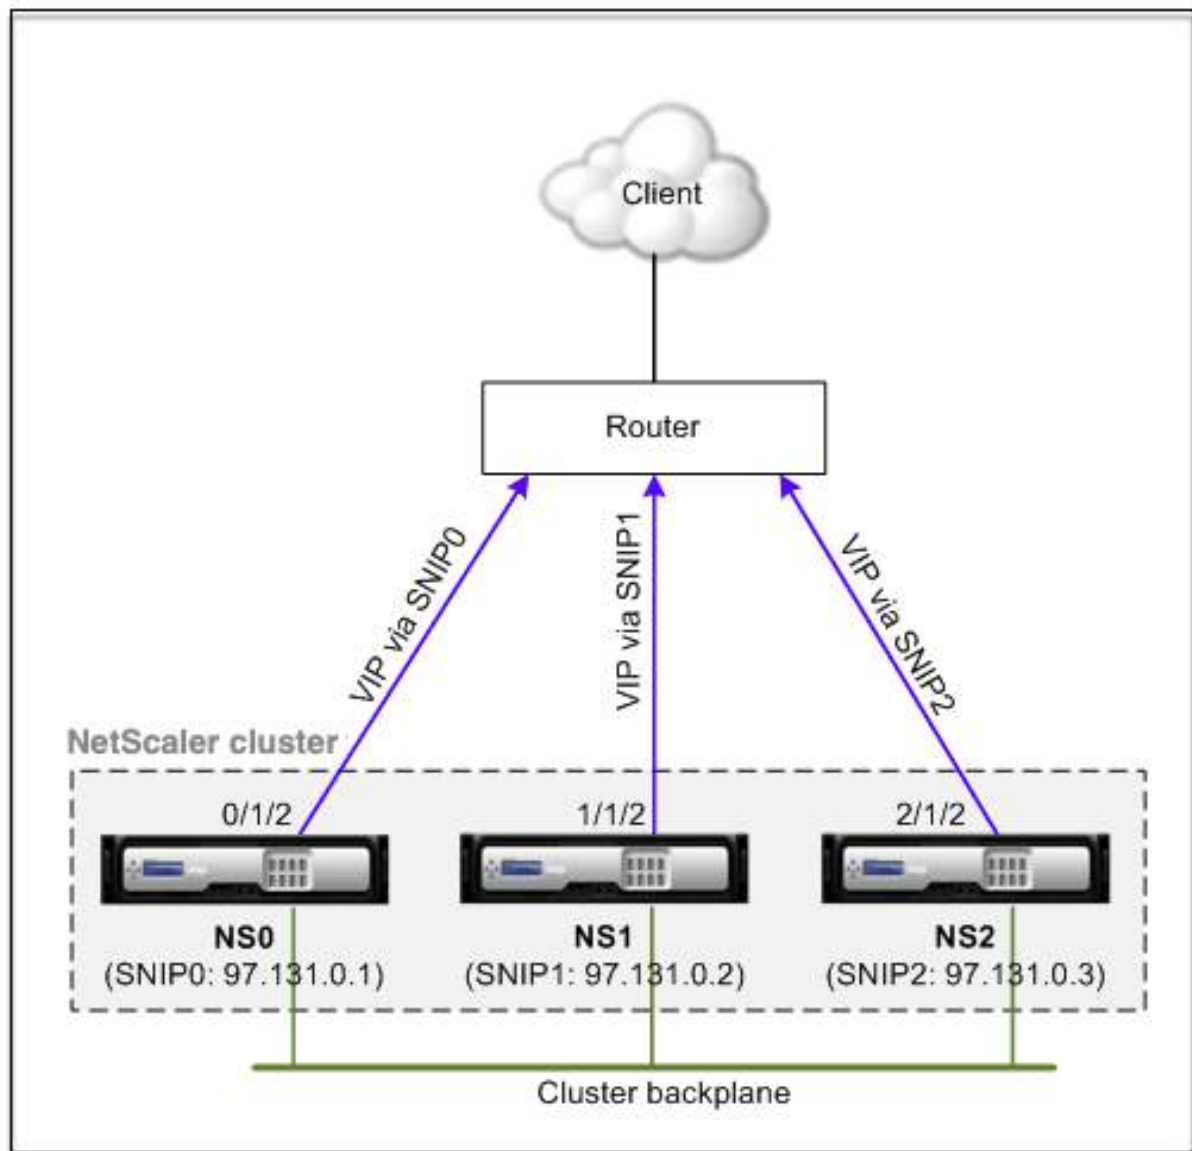 Client
Router
VIP via SNIP0
VIP via SNIP1
VIP via SNIP2
NetScaler cluster
0/1/2
1/1/2
2/1/2
NS0
NS1
NS2
(SNIP0: 97.131.0.1)
(SNIP1: 97.131.0.2)
(SNIP2: 97.131.0.3)
Cluster backplane